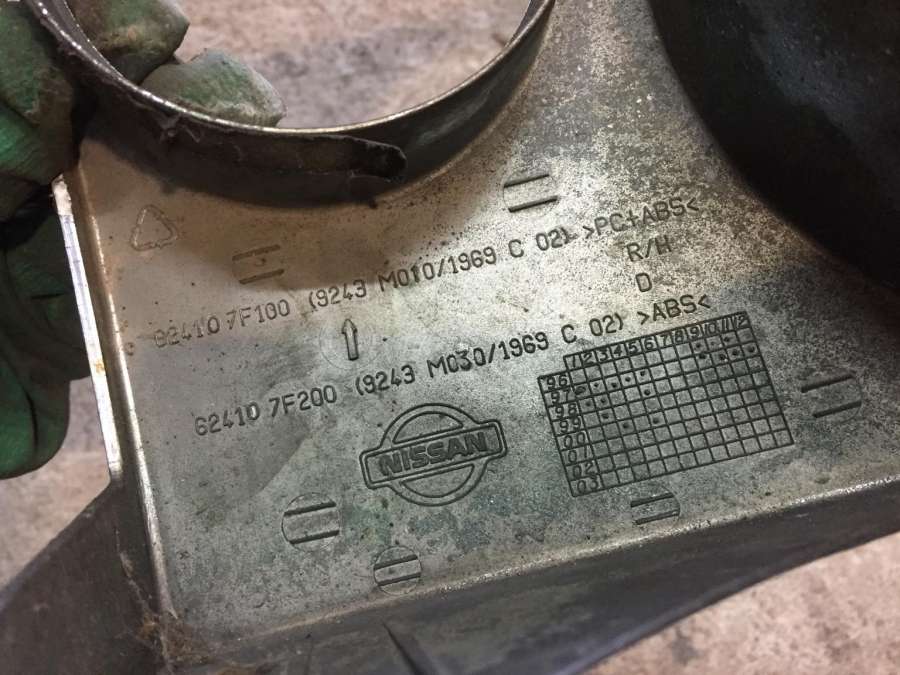 62410 7F100 (9243 M010/1969 C 02) >PC+ABS<
R/H
D
62410 7F200 (9243 M030/1969 C 02) >ABS<
NISSAN
1 2 3 4 5 6 7 8 9 10 11 12
96
97
98
99
00
01
02
03